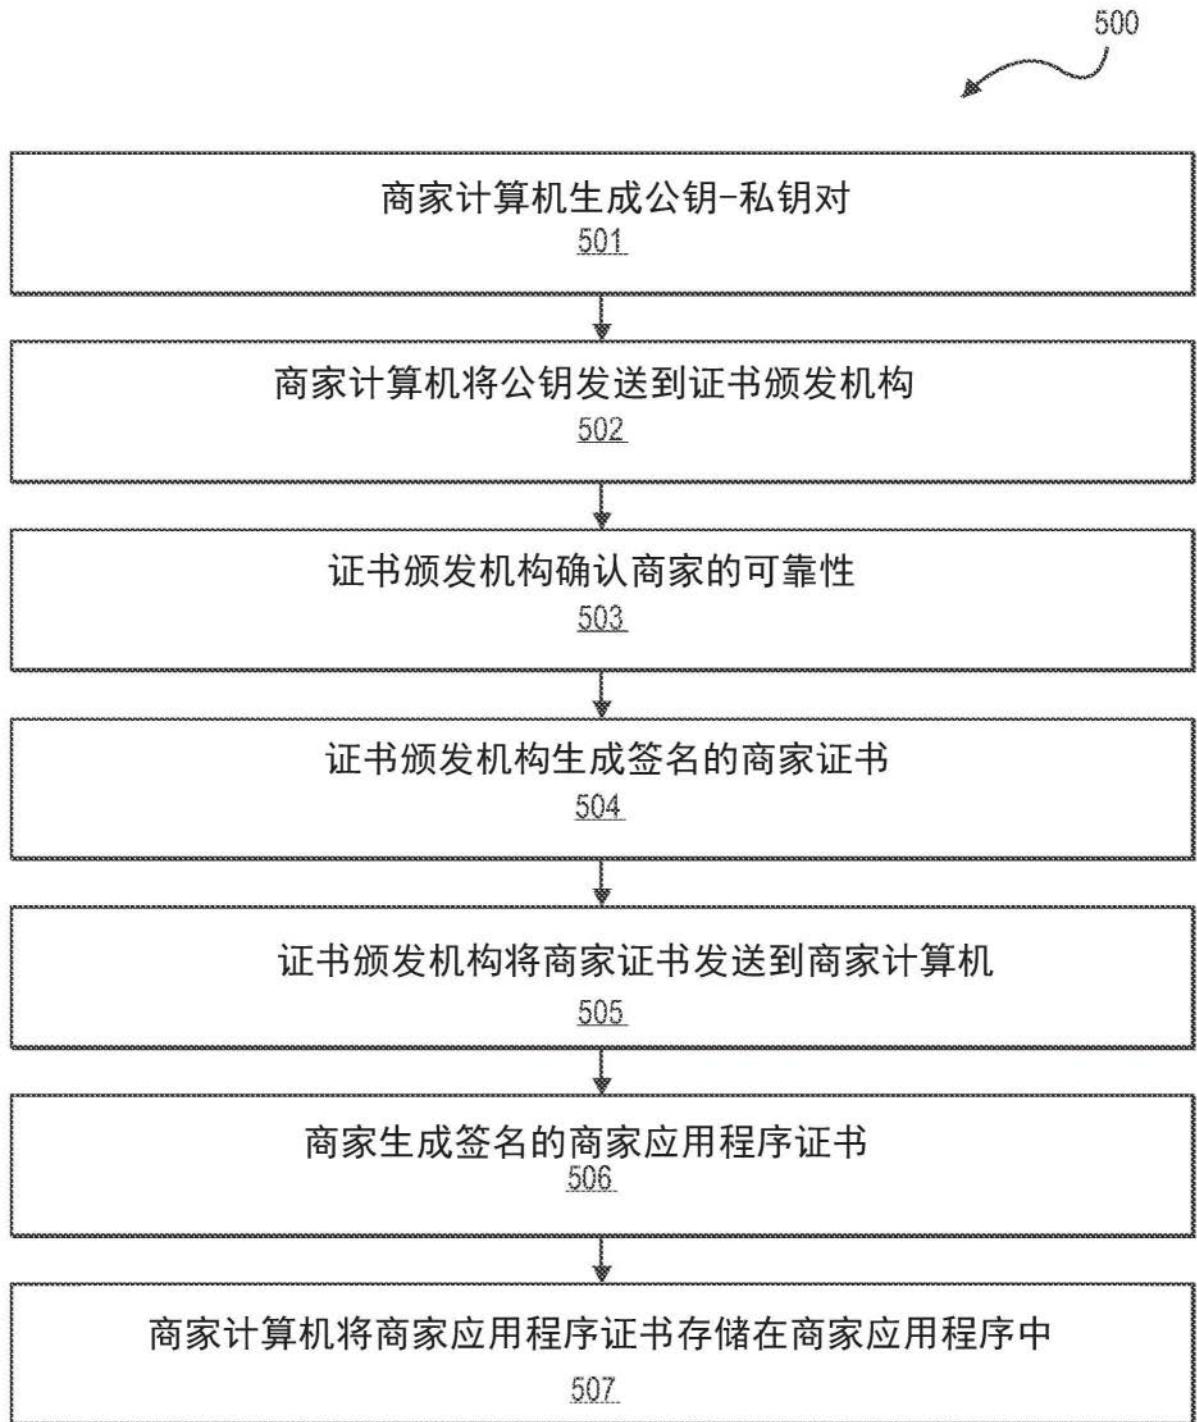 500
商家计算机生成公钥-私钥对
501
商家计算机将公钥发送到证书颁发机构
502
证书颁发机构确认商家的可靠性
503
证书颁发机构生成签名的商家证书
504
证书颁发机构将商家证书发送到商家计算机
505
商家生成签名的商家应用程序证书
506
商家计算机将商家应用程序证书存储在商家应用程序中
507